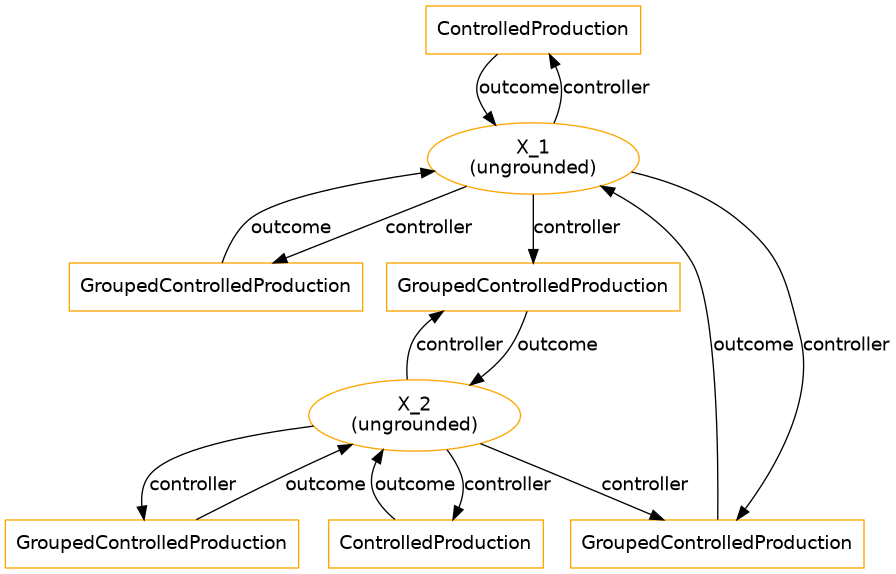 ControlledProduction
outcome
controller
X_1
(ungrounded)
outcome
controller
controller
GroupedControlledProduction
GroupedControlledProduction
controller
outcome
outcome
controller
X_2
(ungrounded)
controller
outcome
outcome
controller
controller
GroupedControlledProduction
ControlledProduction
GroupedControlledProduction